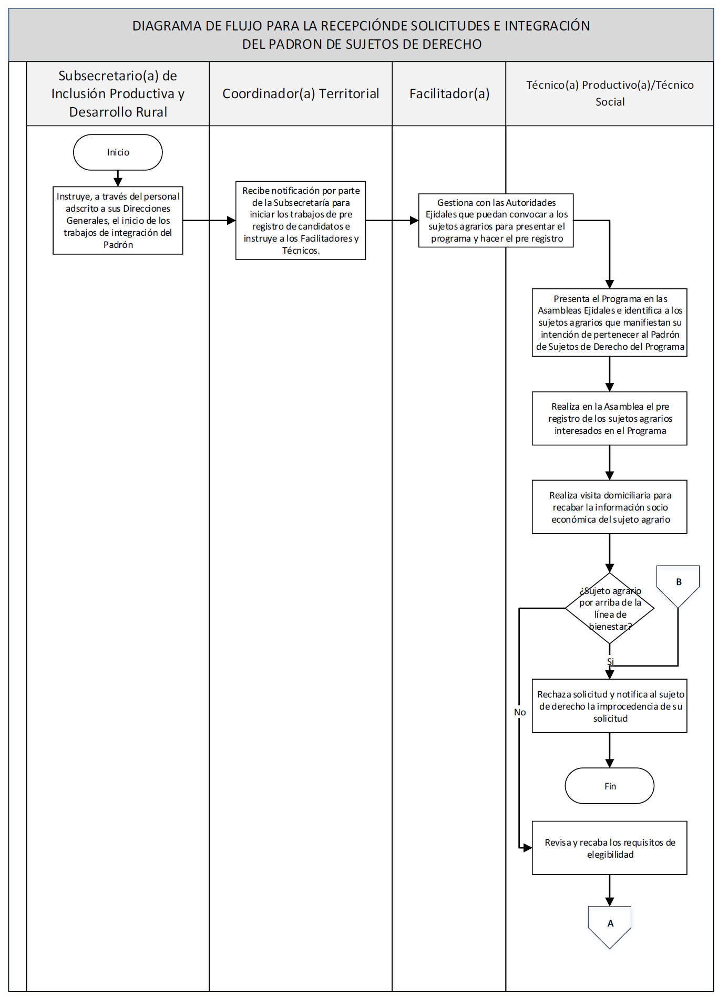 DIAGRAMA DE FLUJO PARA LA RECEPCIÓNDE SOLICITUDES E INTEGRACIÓN
DEL PADRON DE SUJETOS DE DERECHO
Subsecretario(a) de
Inclusión Productiva y
Desarrollo Rural
Coordinador(a) Territorial
Facilitador(a)
Técnico(a) Productivo(a)/Técnico
Social
Inicio
Instruye, a través del personal
adscrito a sus Direcciones
Generales, el inicio de los
trabajos de integración del
Padrón
Recibe notificación por parte
de la Subsecretaría para
iniciar los trabajos de pre
registro de candidatos e
instruye a los Facilitadores y
Técnicos.
Gestiona con las Autoridades
Ejidales que puedan convocar a los
sujetos agrarios para presentar el
programa y hacer el pre registro
Presenta el Programa en las
Asambleas Ejidales e identifica a los
sujetos agrarios que manifiestan su
intención de pertenecer al Padrón
de Sujetos de Derecho del Programa
Realiza en la Asamblea el pre
registro de los sujetos agrarios
interesados en el Programa
Realiza visita domiciliaria para
recabar la información socio
económica del sujeto agrario
¿Sujeto agrario
por arriba de la
línea de
bienestar?
B
Si
Rechaza solicitud y notifica al sujeto
de derecho la improcedencia de su
solicitud
No
Fin
Revisa y recaba los requisitos de
elegibilidad
A